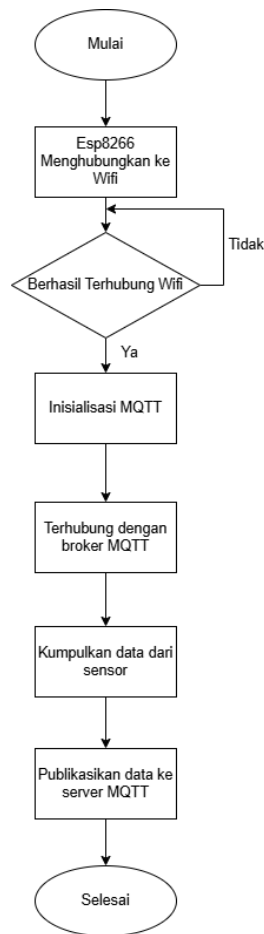 Mulai
Esp8266
Menghubungkan ke
Wifi
Tidak
Berhasil Terhubung Wifi
Ya
Inisialisasi MQTT
Terhubung dengan
broker MQTT
Kumpulkan data dari
sensor
Publikasikan data ke
server MQTT
Selesai